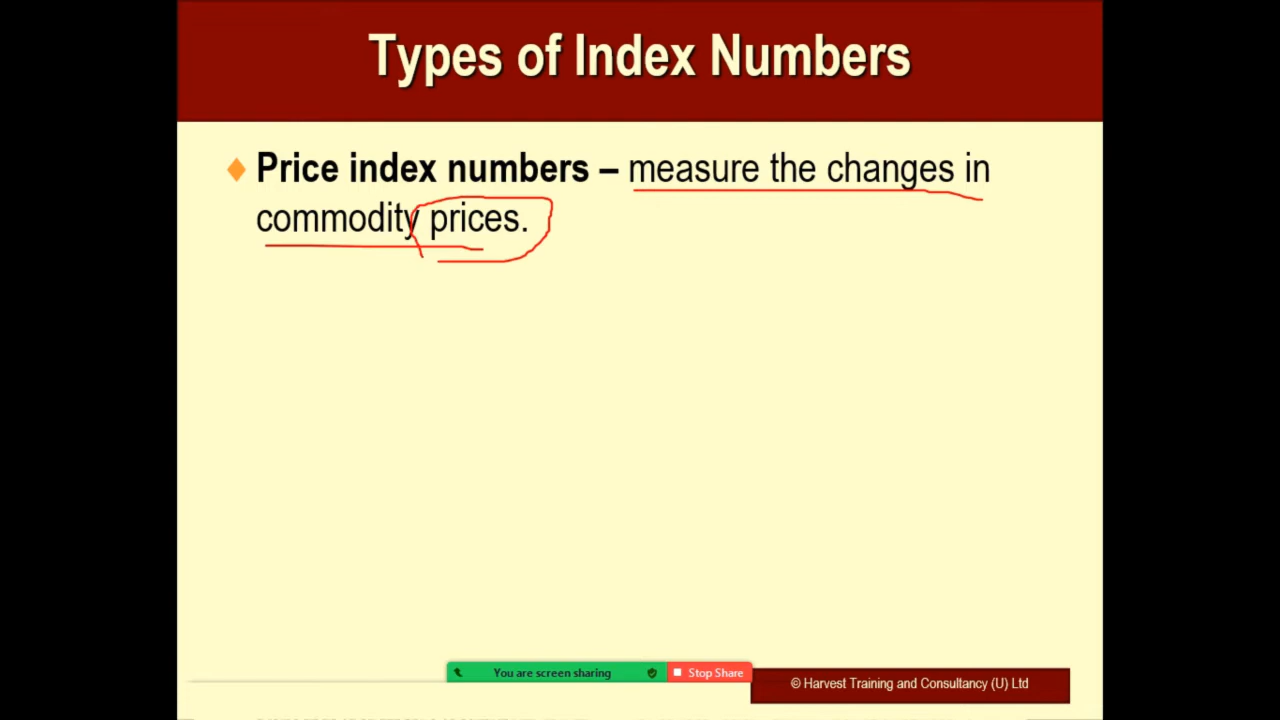 Types of Index Numbers
Price index numbers – measure the changes in
commodity prices.
You are screen sharing
Stop Share
© Harvest Training and Consultancy (U) Ltd